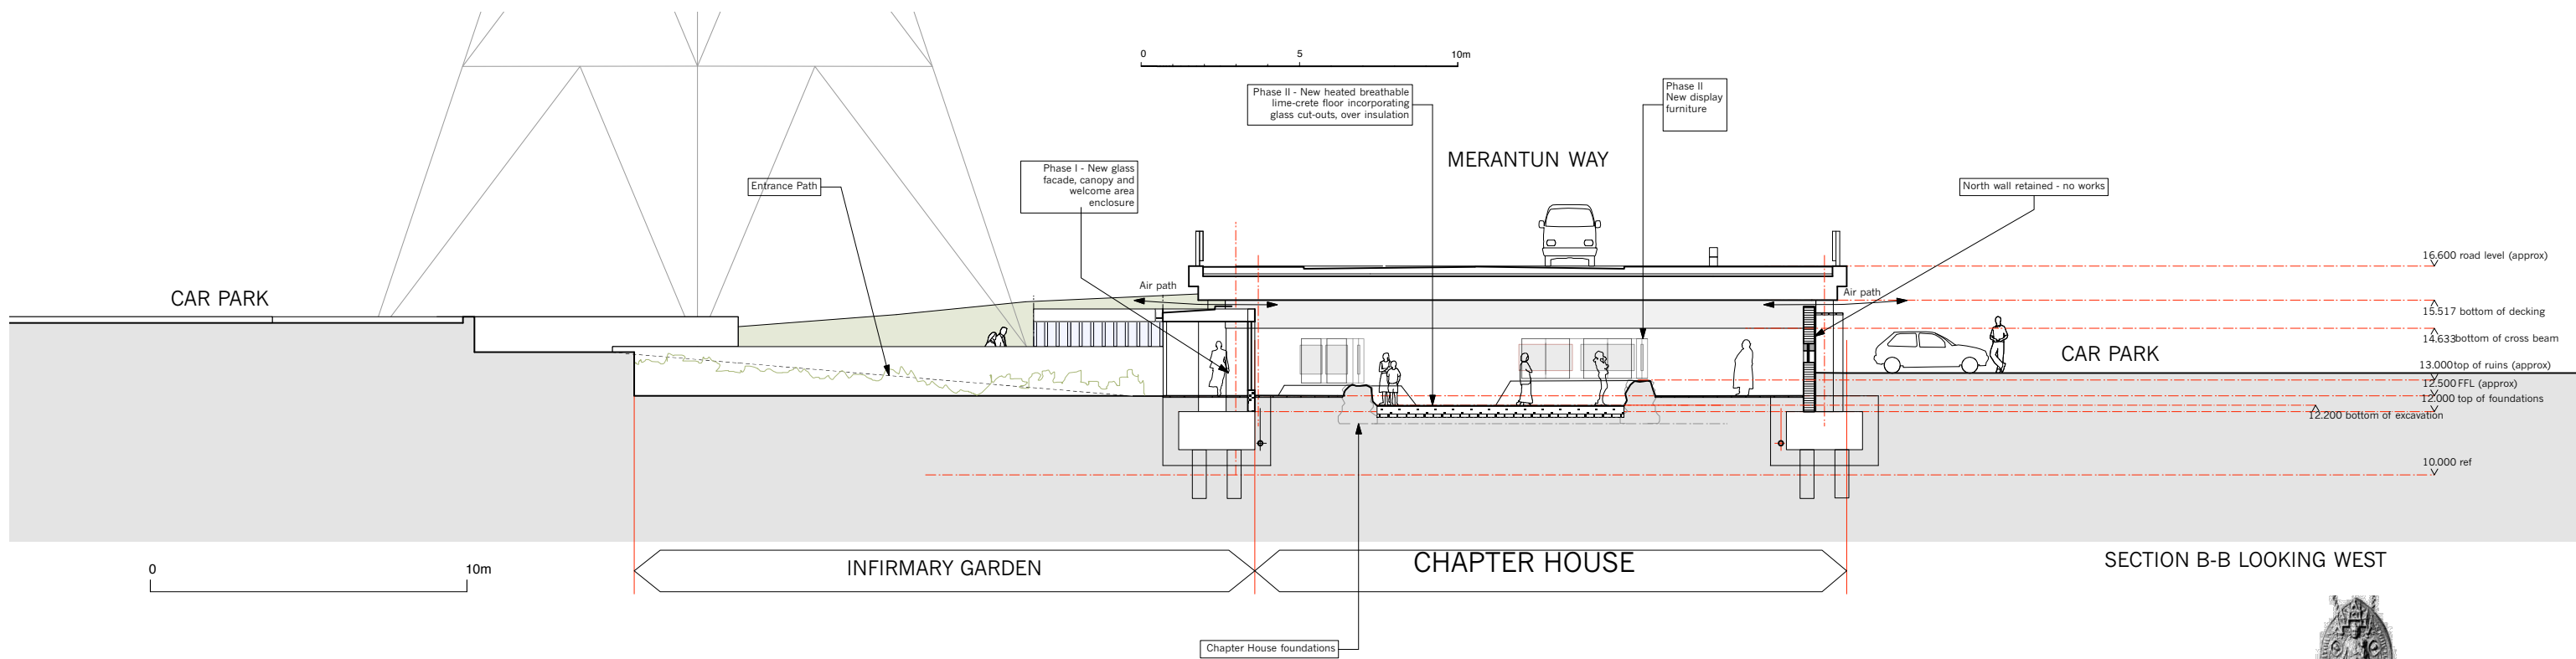 0 5 10m
Phase II - New heated breathable
lime-crete floor incorporating
glass cut-outs, over insulation
Phase II
New display
furniture
MERANTUN WAY
Phase I - New glass
facade, canopy and
welcome area
enclosure
Entrance Path
North wall retained - no works
16.600 road level (approx)
CAR PARK
Air path
Air path
15.517 bottom of decking
14.633bottom of cross beam
CAR PARK
13.000top of ruins (approx)
12.500 FFL (approx)
12.000 top of foundations
12.200 bottom of excavation
10.000 ref
0 10m
INFIRMARY GARDEN
CHAPTER HOUSE
SECTION B-B LOOKING WEST
Chapter House foundations